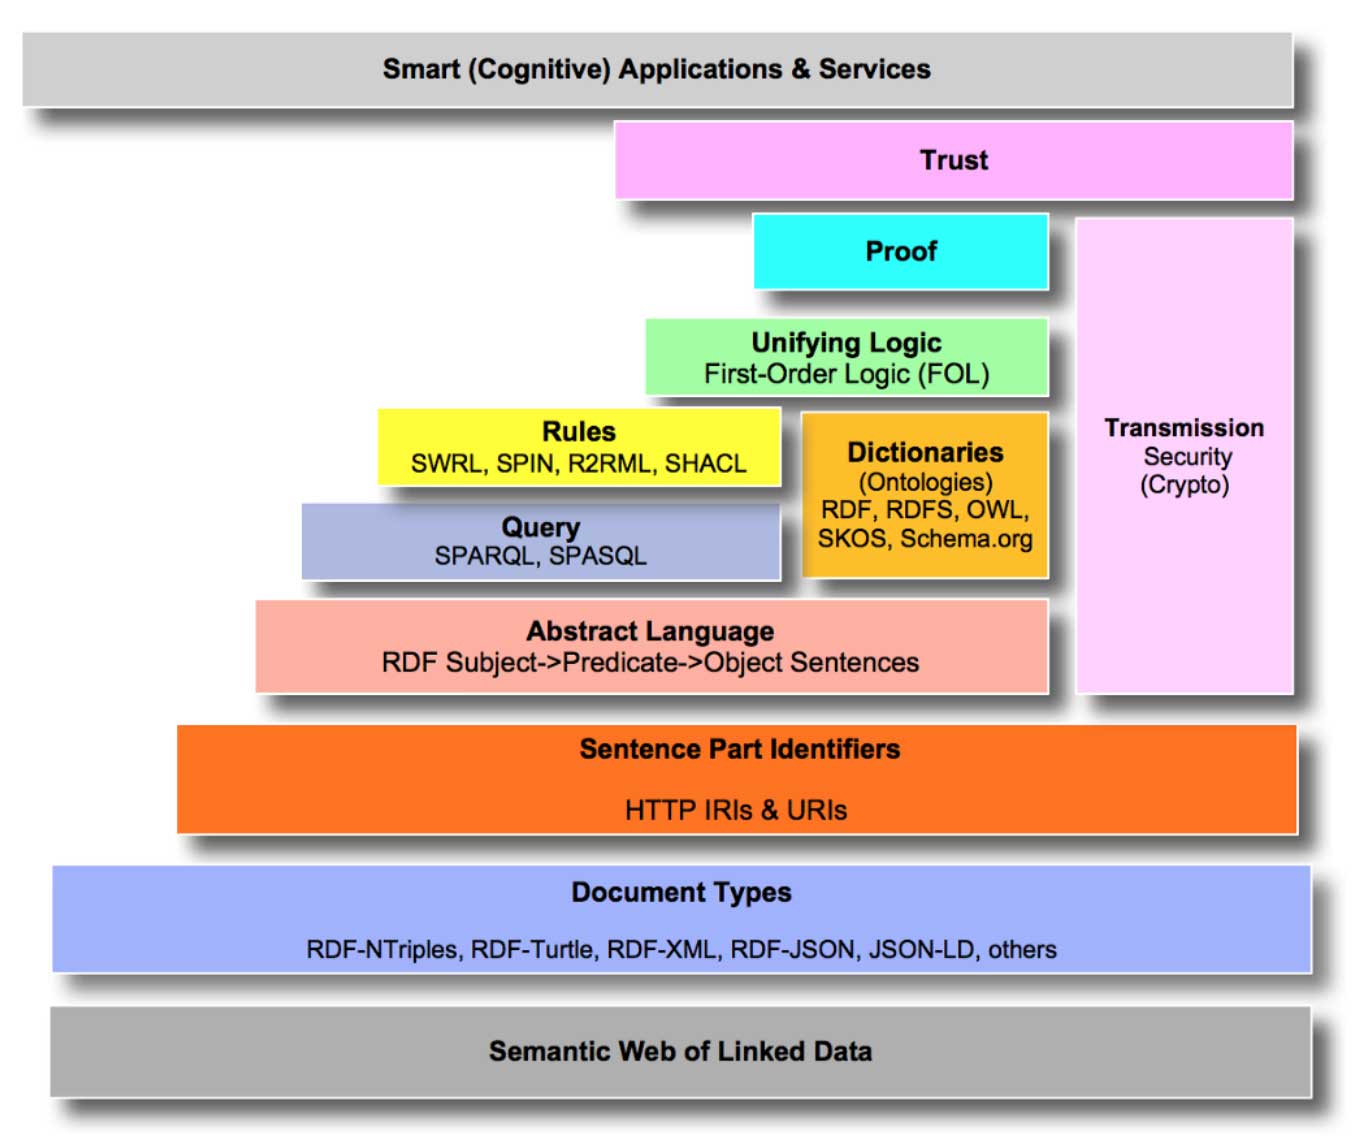 Smart (Cognitive) Applications & Services
Trust
Proof
Unifying Logic
First-Order Logic (FOL)
Rules
SWRL, SPIN, R2RML, SHACL
Dictionaries
(Ontologies)
RDF, RDFS, OWL,
SKOS, Schema.org
Transmission
Security
(Crypto)
Query
SPARQL, SPASQL
Abstract Language
RDF Subject->Predicate->Object Sentences
Sentence Part Identifiers
HTTP IRIs & URIs
Document Types
RDF-NTriples, RDF-Turtle, RDF-XML, RDF-JSON, JSON-LD, others
Semantic Web of Linked Data